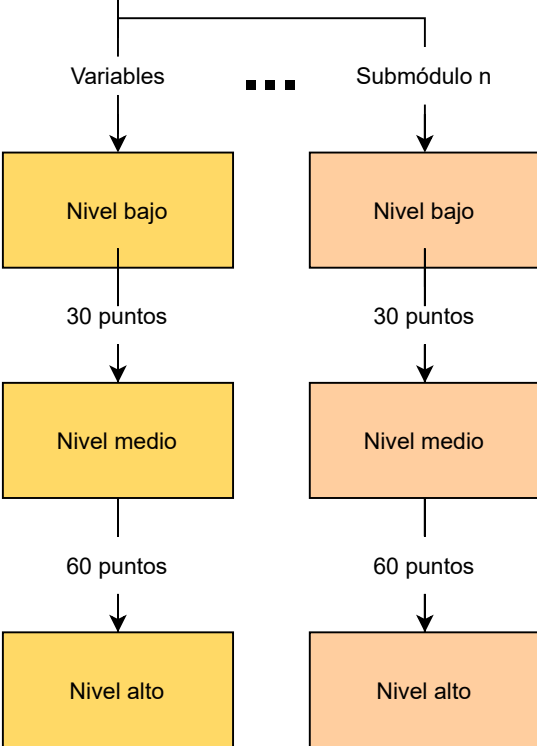 Variables
Submódulo n
Nivel bajo
Nivel bajo
30 puntos
30 puntos
Nivel medio
Nivel medio
60 puntos
60 puntos
Nivel alto
Nivel alto